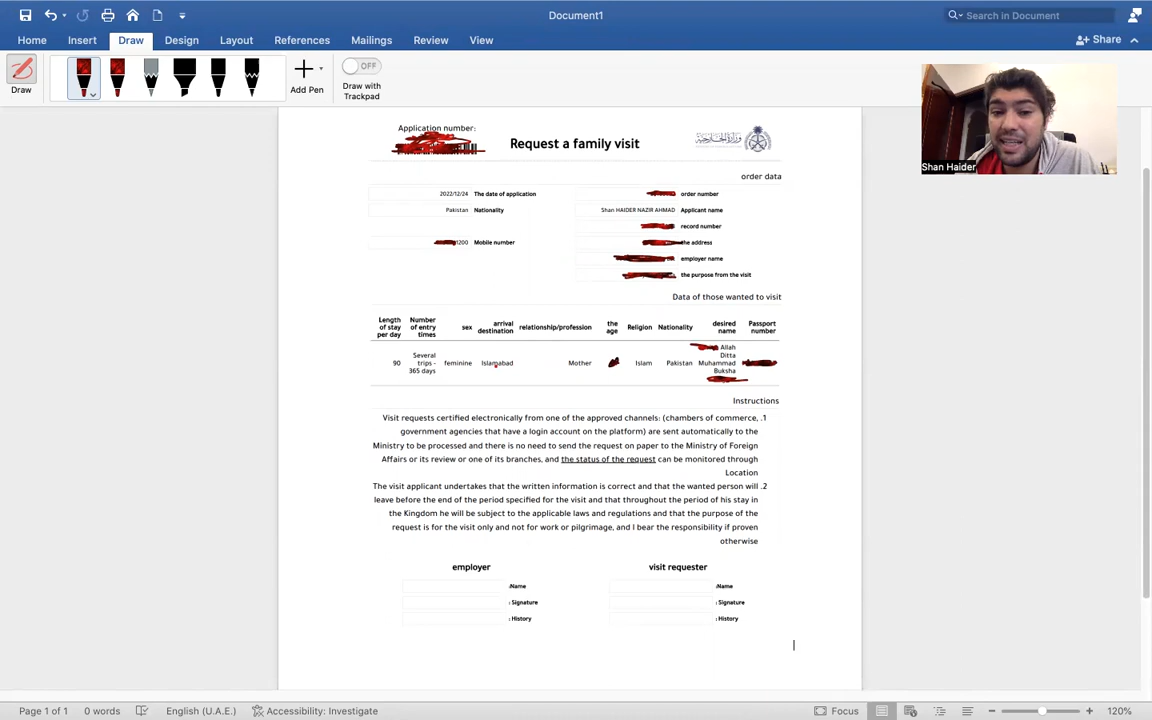 Document1
Search in Document
Home Insert Draw Design Layout References Mailings Review View
Share
Draw
Add Pen
OFF
Draw with Trackpad
Shan Haider
Application number:
Request a family visit
وزارة الخارجية
order data
2022/12/24 The date of application
order number
Pakistan Nationality
Shan HAIDER NAZIR AHMAD Applicant name
record number
1200 Mobile number
the address
employer name
the purpose from the visit
Data of those wanted to visit
Length of stay per day
Number of entry times
sex
arrival destination
relationship/profession
the age
Religion
Nationality
desired name
Passport number
90
Several trips - 365 days
feminine
Islamabad
Mother
Islam
Pakistan
Allah
Ditta
Muhammad
Buksha
Instructions
Visit requests certified electronically from one of the approved channels: (chambers of commerce, .1
government agencies that have a login account on the platform) are sent automatically to the
Ministry to be processed and there is no need to send the request on paper to the Ministry of Foreign
Affairs or its review or one of its branches, and the status of the request can be monitored through
Location
The visit applicant undertakes that the written information is correct and that the wanted person will .2
leave before the end of the period specified for the visit and that throughout the period of his stay in
the Kingdom he will be subject to the applicable laws and regulations and that the purpose of the
request is for the visit only and not for work or pilgrimage, and I bear the responsibility if proven
otherwise
employer
visit requester
:Name
:Name
: Signature
: Signature
: History
: History
Page 1 of 1
0 words
English (U.A.E.)
Accessibility: Investigate
Focus
120%